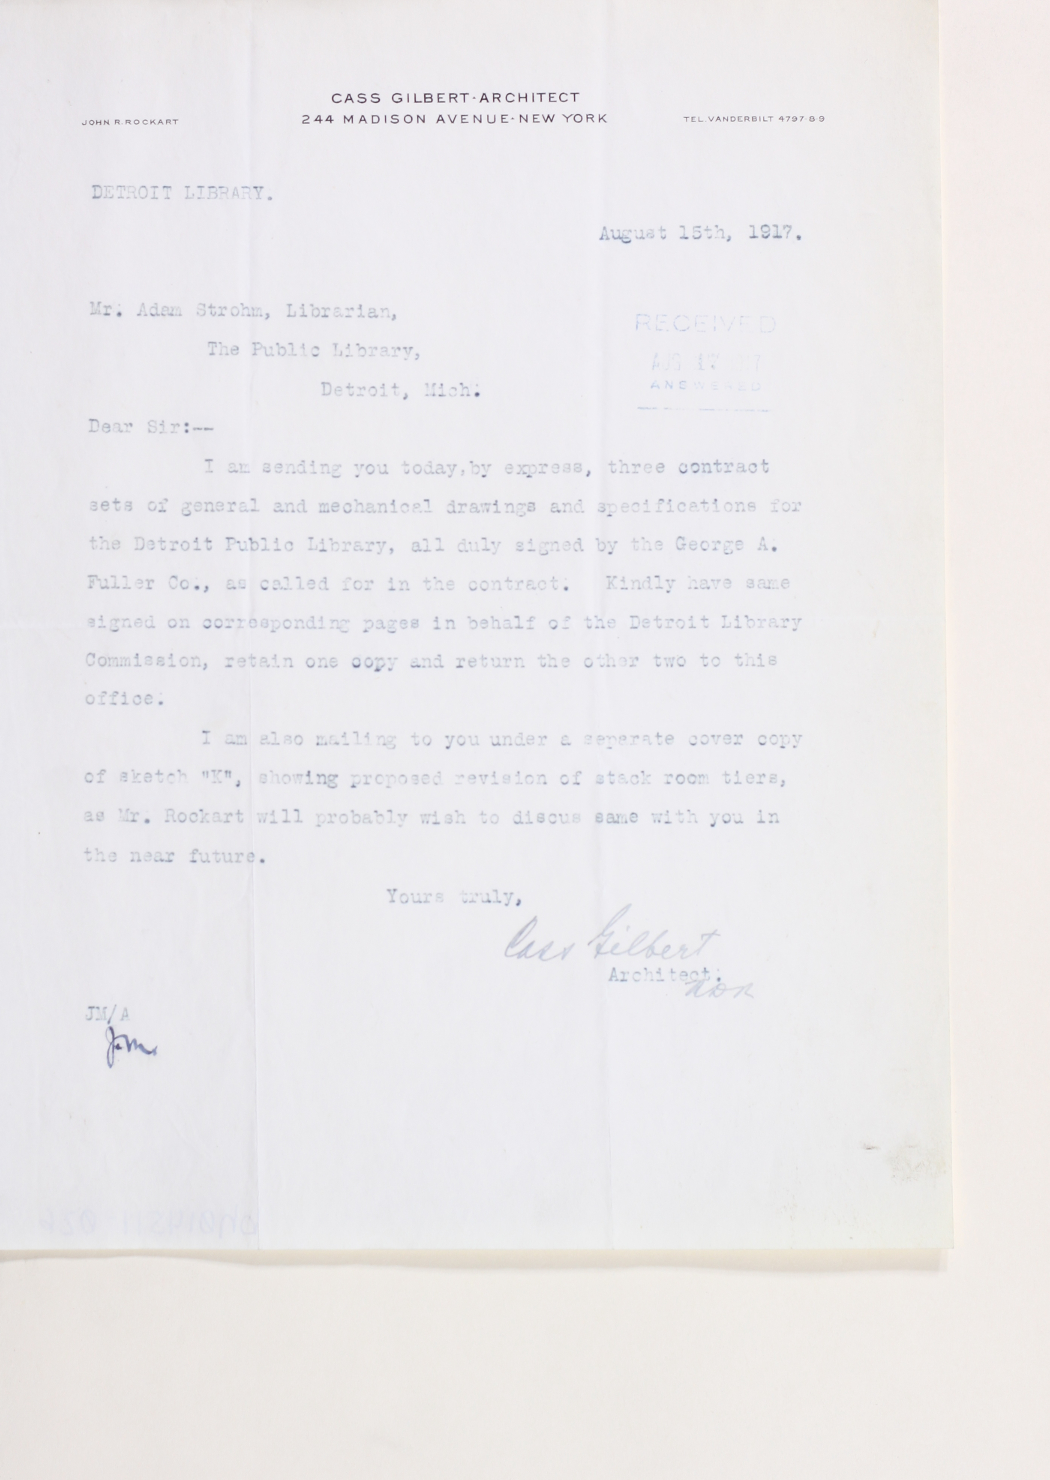 CASS GILBERT·ARCHITECT
JOHN R. ROCKART
244 MADISON AVENUE·NEW YORK
TEL. VANDERBILT 4797-8-9
DETROIT LIBRARY.
August 15th, 1917.
Mr. Adam Strohm, Librarian,
The Public Library,
Detroit, Mich.
RECEIVED
AUG 17
ANSWERED
Dear Sir:--
I am sending you today, by express, three contract
sets of general and mechanical drawings and specifications for
the Detroit Public Library, all duly signed by the George A.
Fuller Co., as called for in the contract. Kindly have same
signed on corresponding pages in behalf of the Detroit Library
Commission, retain one copy and return the other two to this
office.
I am also mailing to you under a seperate cover copy
of sketch "K", showing proposed revision of stack room tiers,
as Mr. Rockart will probably wish to discus same with you in
the near future.
Yours truly,
Cass Gilbert
Architect.
JM/A
J.M.